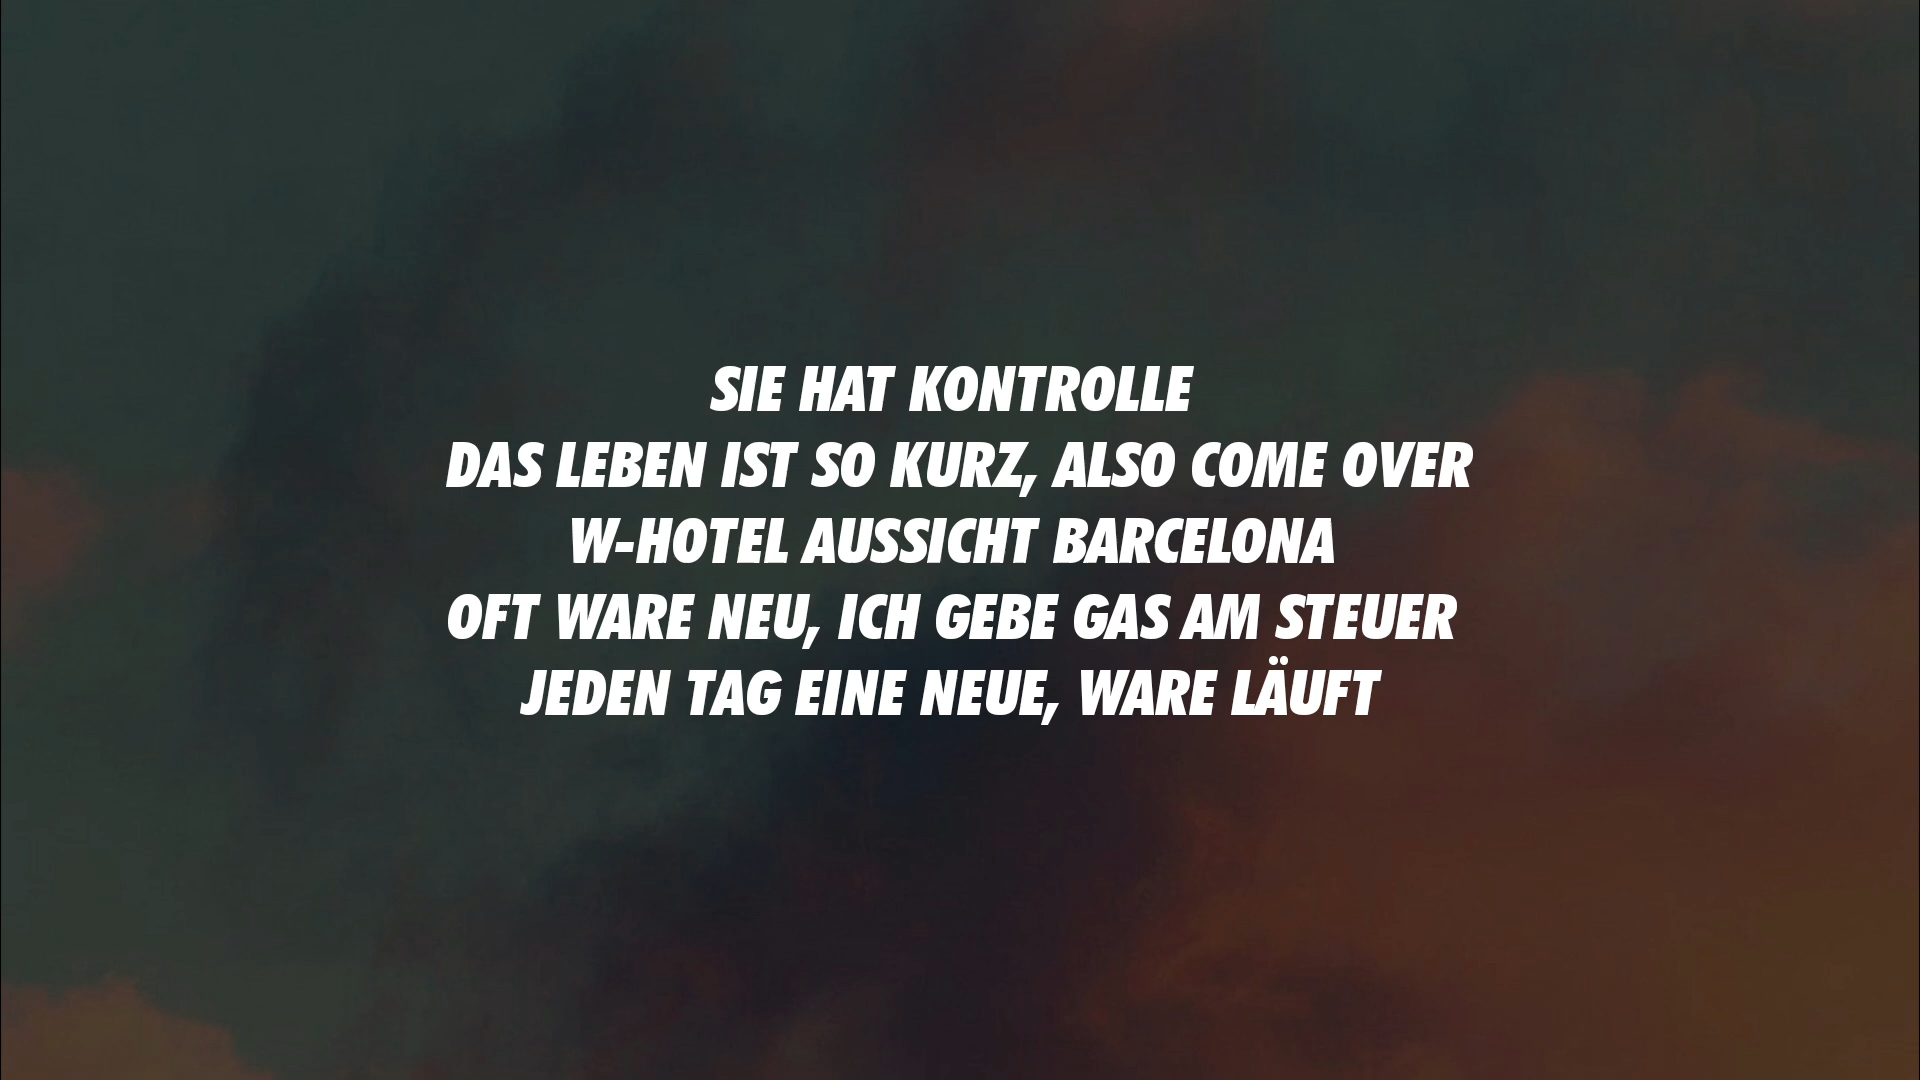 SIE HAT KONTROLLE
DAS LEBEN IST SO KURZ, ALSO COME OVER
W-HOTEL AUSSICHT BARCELONA
OFT WARE NEU, ICH GEBE GAS AM STEUER
JEDEN TAG EINE NEUE, WARE LÄUFT